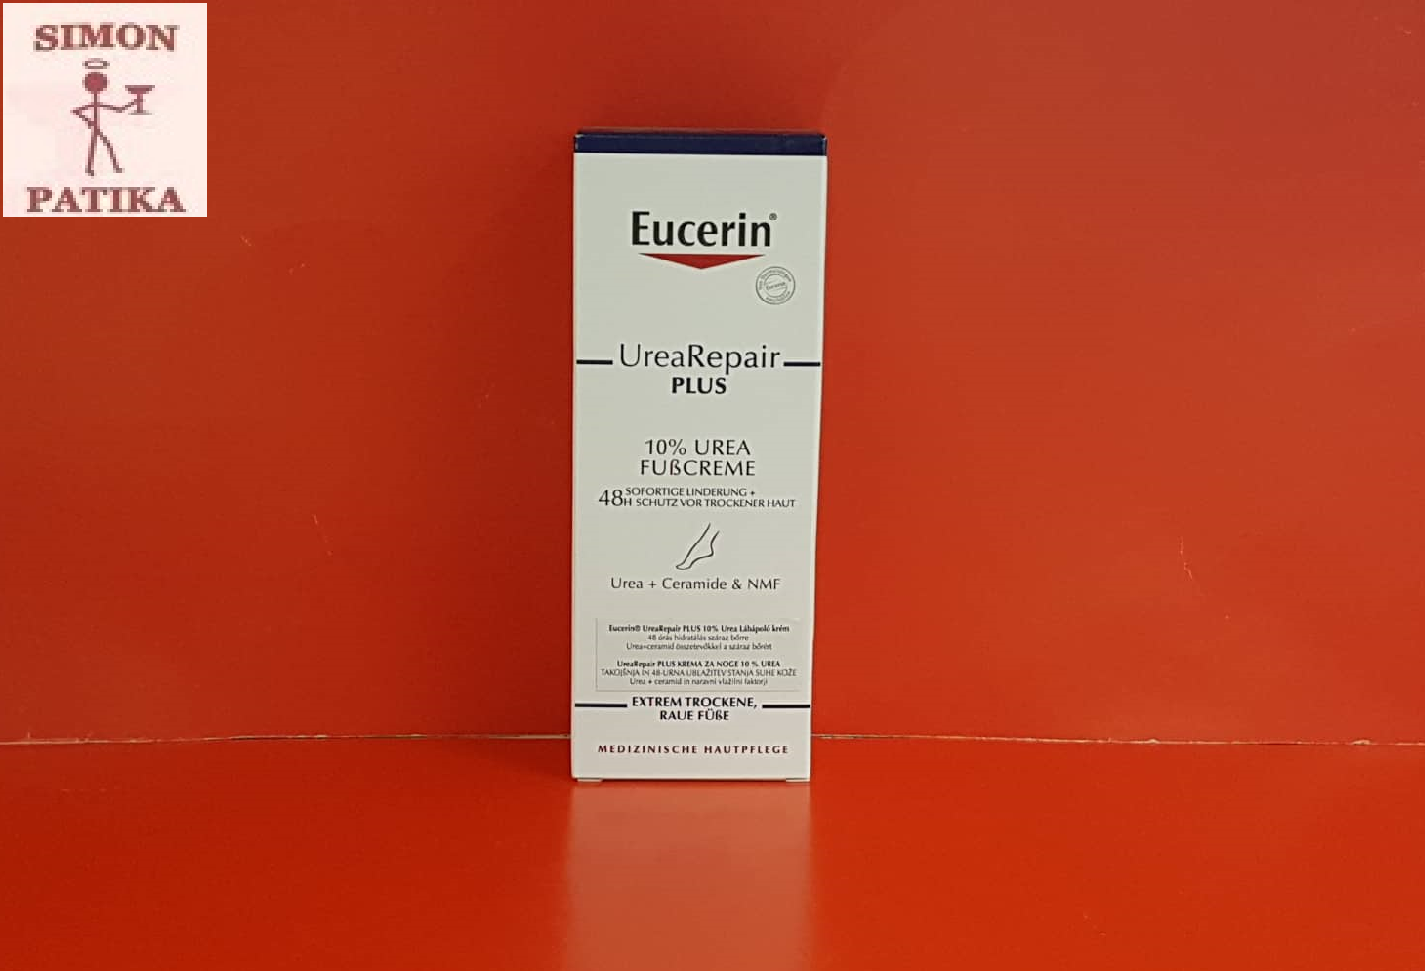 SIMON
PATIKA
Eucerin®
UreaRepair
PLUS
10% UREA
FUßCREME
48H SOFORTIGE LINDERUNG +
SCHUTZ VOR TROCKENER HAUT
Urea + Ceramide & NMF
Eucerin® UreaRepair PLUS 10% Urea Lábápoló krém
48 órás hidratálás száraz bőrre
Urea+ceramid összetevőkkel a száraz bőrért
UreaRepair PLUS KREMA ZA NOGE 10 % UREA
TAKOJŠNJA IN 48-URNA UBLAŽITEV STANJA SUHE KOŽE
Urea + ceramid in naravni vlažilni faktorji
EXTREM TROCKENE,
RAUE FÜßE
MEDIZINISCHE HAUTPFLEGE